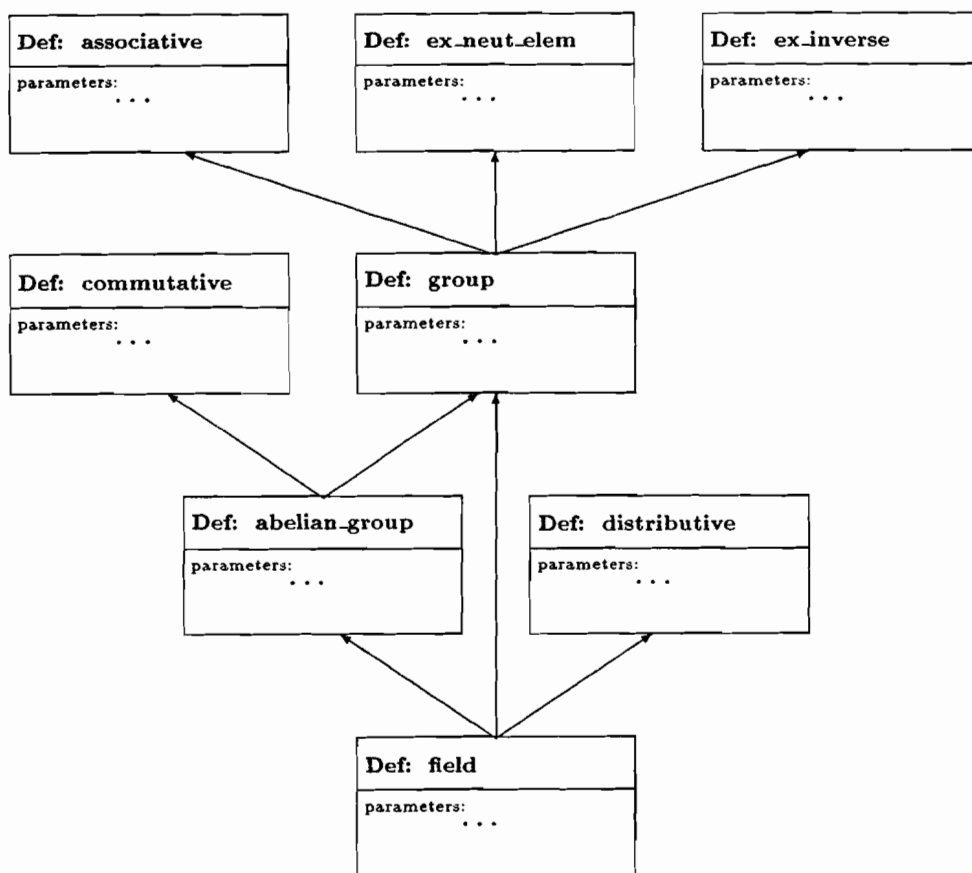 Def: associative
parameters:
. . .
Def: ex_neut_elem
parameters:
. . .
Def: ex_inverse
parameters:
. . .
Def: commutative
parameters:
. . .
Def: group
parameters:
. . .
Def: abelian_group
parameters:
. . .
Def: distributive
parameters:
. . .
Def: field
parameters:
. . .